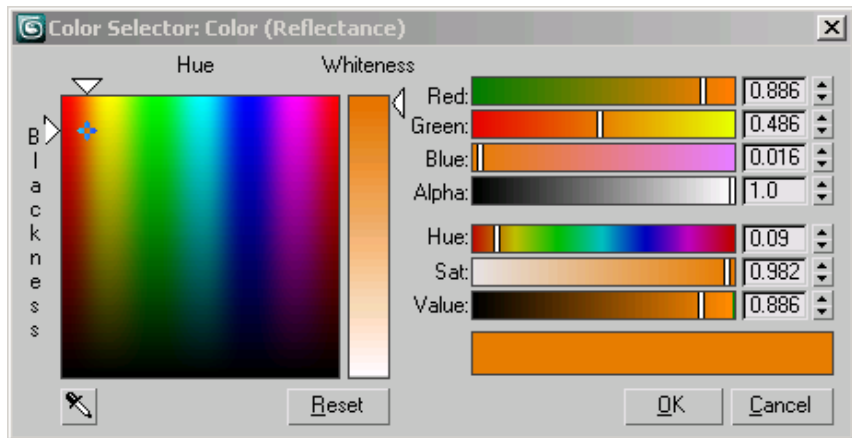 Color Selector: Color (Reflectance)
Hue
Whiteness
Blackness
Red: 0.886
Green: 0.486
Blue: 0.016
Alpha: 1.0
Hue: 0.09
Sat: 0.982
Value: 0.886
Reset
OK
Cancel